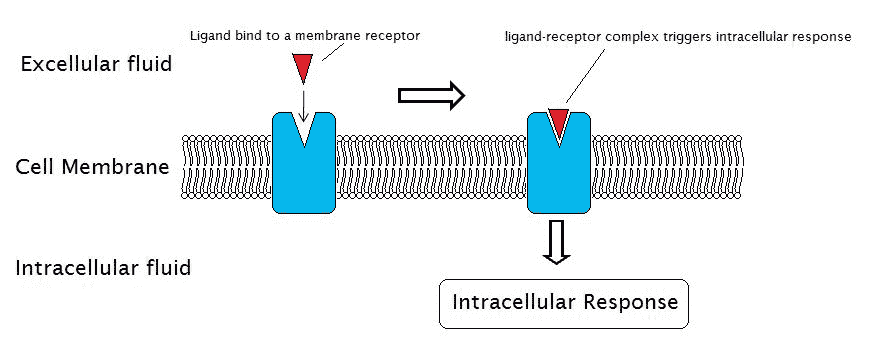 Ligand bind to a membrane receptor
ligand-receptor complex triggers intracellular response
Excellular fluid
Cell Membrane
Intracellular fluid
Intracellular Response